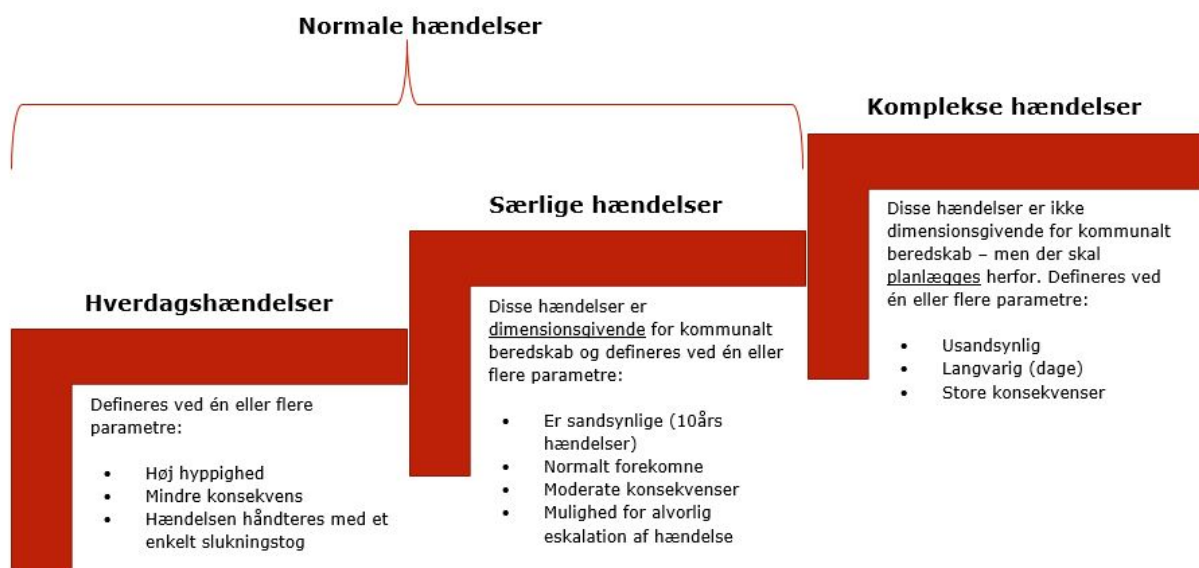 Normale hændelser
Hverdagshændelser
Defineres ved én eller flere
parametre:
• Høj hyppighed
• Mindre konsekvens
• Hændelsen håndteres med et
enkelt slukningstog
Særlige hændelser
Disse hændelser er
dimensionsgivende for kommunalt
beredskab og defineres ved én eller
flere parametre:
• Er sandsynlige (10års
hændelser)
• Normalt forekomne
• Moderate konsekvenser
• Mulighed for alvorlig
eskalation af hændelse
Komplekse hændelser
Disse hændelser er ikke
dimensionsgivende for kommunalt
beredskab – men der skal
planlægges herfor. Defineres ved
én eller flere parametre:
• Usandsynlig
• Langvarig (dage)
• Store konsekvenser